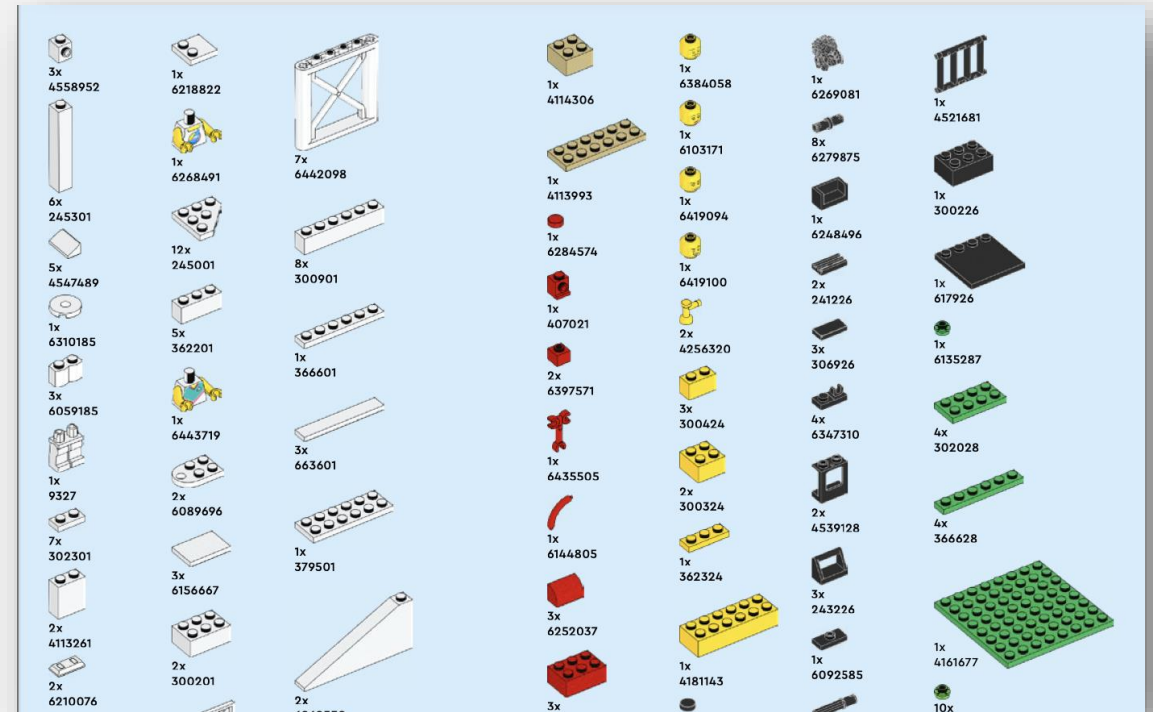 3x
4558952
6x
245301
5x
4547489
1x
6310185
3x
6059185
1x
9327
7x
302301
2x
4113261
2x
6210076
1x
6218822
1x
6268491
12x
245001
5x
362201
1x
6443719
2x
6089696
3x
6156667
2x
300201
7x
6442098
8x
300901
1x
366601
3x
663601
1x
379501
2x
1x
4114306
1x
4113993
1x
6284574
1x
407021
2x
6397571
1x
6435505
1x
6144805
3x
6252037
3x
1x
6384058
1x
6103171
1x
6419094
1x
6419100
2x
4256320
3x
300424
2x
300324
1x
362324
1x
4181143
1x
6269081
8x
6279875
1x
6248496
2x
241226
3x
306926
4x
6347310
2x
4539128
3x
243226
1x
6092585
1x
4521681
1x
300226
1x
617926
1x
6135287
4x
302028
4x
366628
1x
4161677
10x